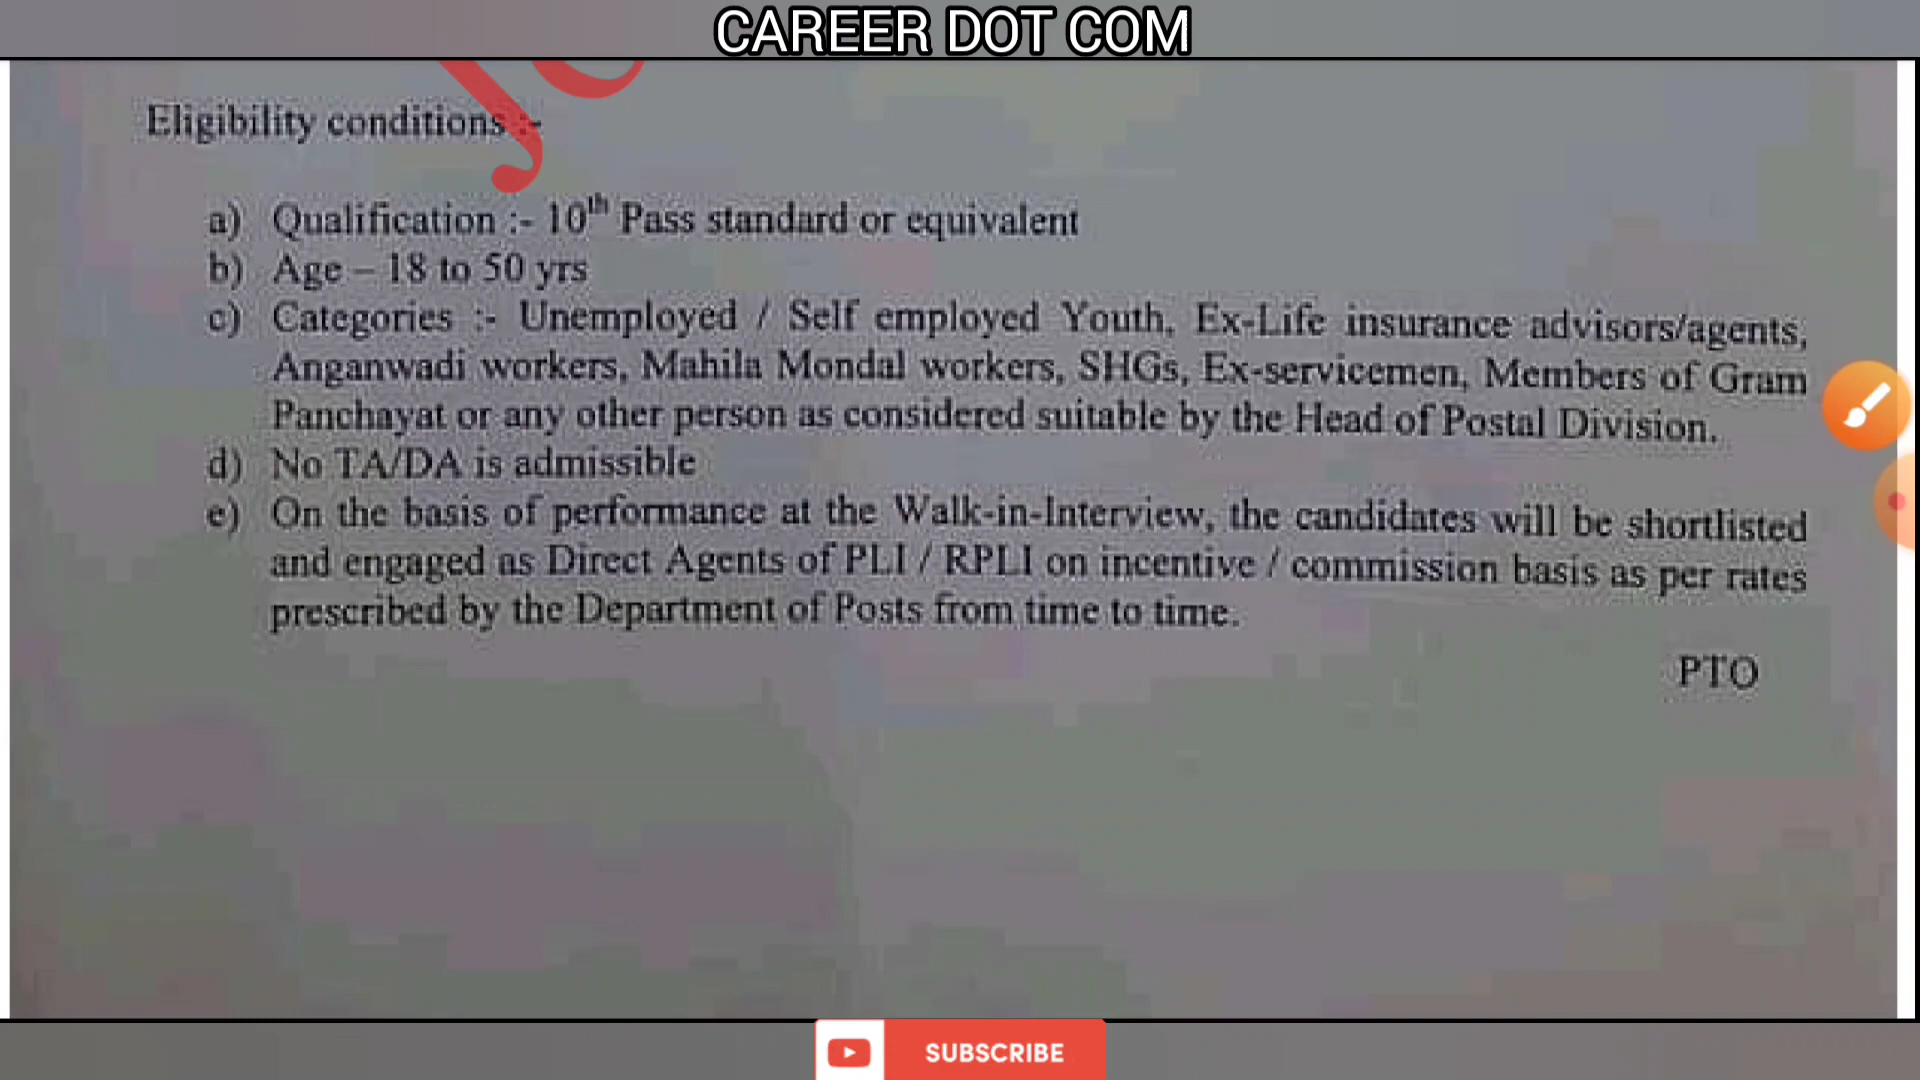 CAREER DOT COM
Eligibility conditions :-
a) Qualification :- 10th Pass standard or equivalent
b) Age – 18 to 50 yrs
c) Categories :- Unemployed / Self employed Youth, Ex-Life insurance advisors/agents,
Anganwadi workers, Mahila Mondal workers, SHGs, Ex-servicemen, Members of Gram
Panchayat or any other person as considered suitable by the Head of Postal Division.
d) No TA/DA is admissible
e) On the basis of performance at the Walk-in-Interview, the candidates will be shortlisted
and engaged as Direct Agents of PLI / RPLI on incentive / commission basis as per rates
prescribed by the Department of Posts from time to time.
PTO
SUBSCRIBE